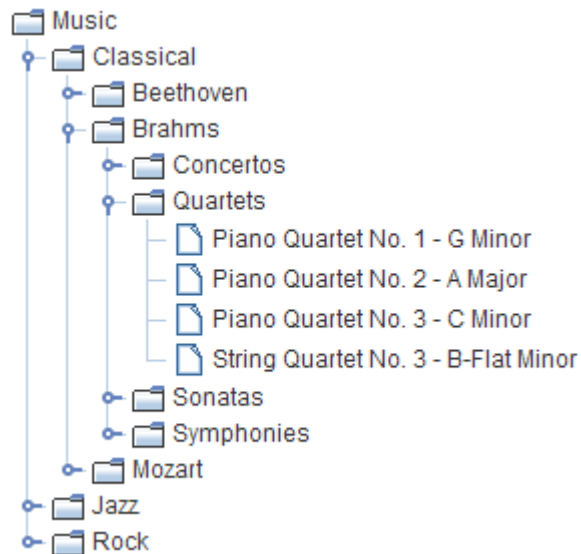 Music
Classical
Beethoven
Brahms
Concertos
Quartets
Piano Quartet No. 1 - G Minor
Piano Quartet No. 2 - A Major
Piano Quartet No. 3 - C Minor
String Quartet No. 3 - B-Flat Minor
Sonatas
Symphonies
Mozart
Jazz
Rock